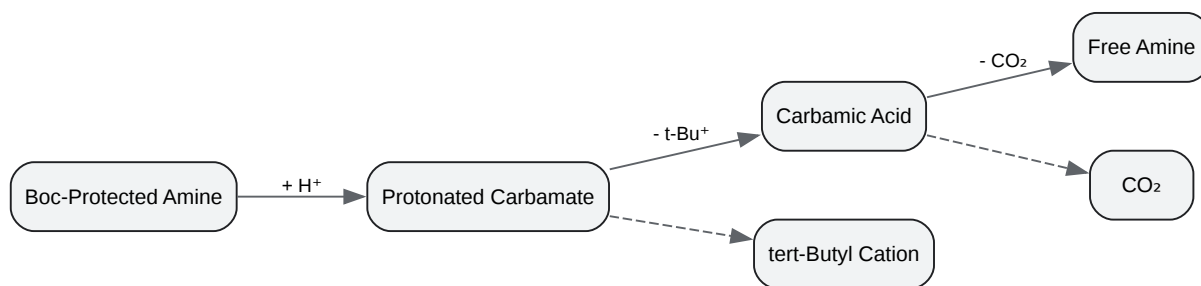 Boc-Protected Amine
+ H⁺
Protonated Carbamate
- t-Bu⁺
tert-Butyl Cation
Carbamic Acid
- CO₂
Free Amine
CO₂